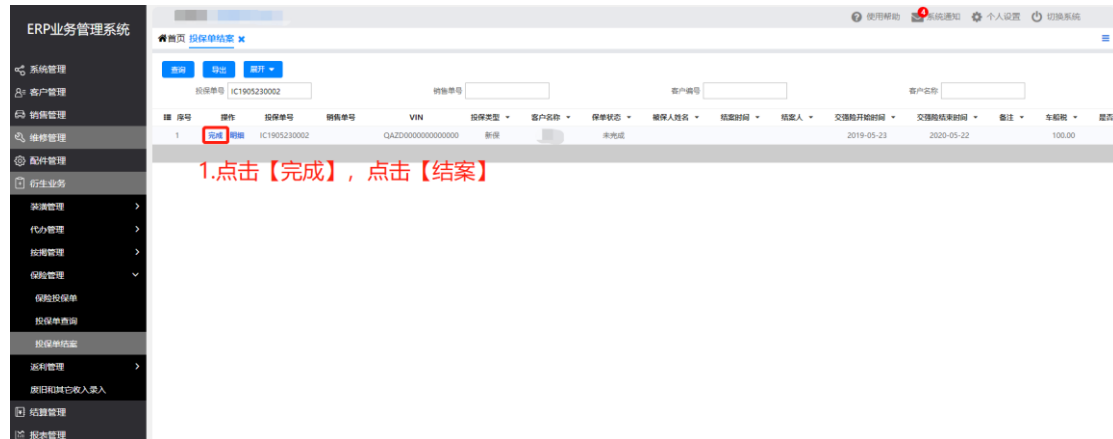 ERP业务管理系统
使用帮助 4 系统通知 个人设置 切换系统
首页 投保单结案 ×
系统管理
客户管理
销售管理
维修管理
配件管理
衍生业务
装潢管理
代办管理
按揭管理
保险管理
保险投保单
投保单查询
投保单结案
返利管理
废旧和其它收入录入
结算管理
报表管理
查询 导出 展开
投保单号 IC1905230002 销售单号 客户编号 客户名称
序号 操作 投保单号 销售单号 VIN 投保类型 客户名称 保单状态 被保人姓名 结案时间 结案人 交强险开始时间 交强险结束时间 备注 车船税 是否
1 完成 明细 IC1905230002 QAZD0000000000000 新保 未完成 2019-05-23 2020-05-22 100.00
1.点击【完成】，点击【结案】